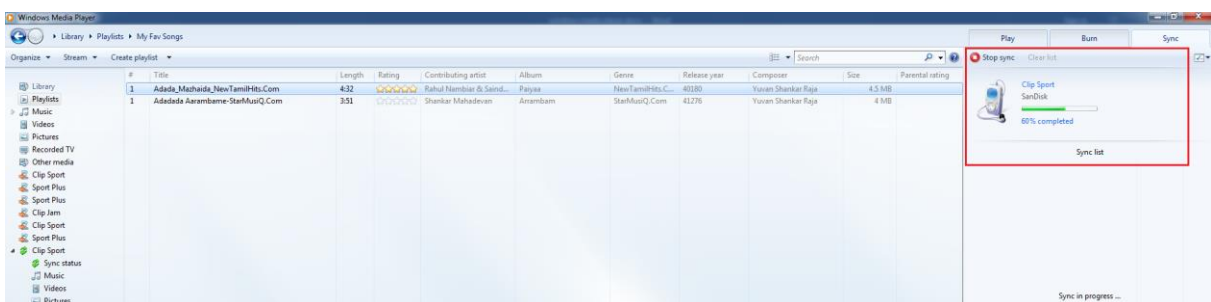 Windows Media Player
Library ▸ Playlists ▸ My Fav Songs
Play Burn Sync
Organize Stream Create playlist Search Stop sync Clear list
# Title Length Rating Contributing artist Album Genre Release year Composer Size Parental rating
1 Adada_Mazhaida_NewTamilHits.Com 4:32 Rahul Nambiar & Saind... Paiyaa NewTamilHits.C... 40180 Yuvan Shankar Raja 4.5 MB
1 Adadada Aarambame-StarMusiQ.Com 3:51 Shankar Mahadevan Arrambam StarMusiQ.Com 41276 Yuvan Shankar Raja 4 MB
Library
Playlists
Music
Videos
Pictures
Recorded TV
Other media
Clip Sport
Sport Plus
Sport Plus
Clip Jam
Clip Sport
Sport Plus
Clip Sport
Sync status
Music
Videos
Pictures
Clip Sport
SanDisk
60% completed
Sync list
Sync in progress ...